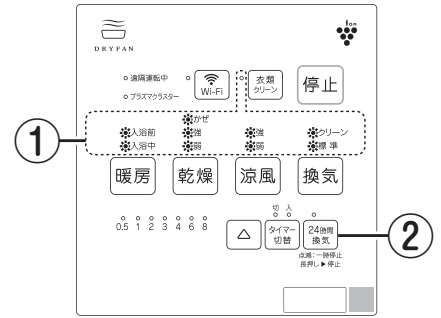 DRYFAN
ion
遠隔運転中
プラズマクラスター
Wi-Fi
衣類
クリーン
停止
①
かぜ
入浴前
強
強
クリーン
入浴中
弱
弱
標準
暖房
乾燥
涼風
換気
0.5 1 2 3 4 6 8
切 入
△
タイマー
切替
24時間
換気
②
点滅:一時停止
長押し▶停止